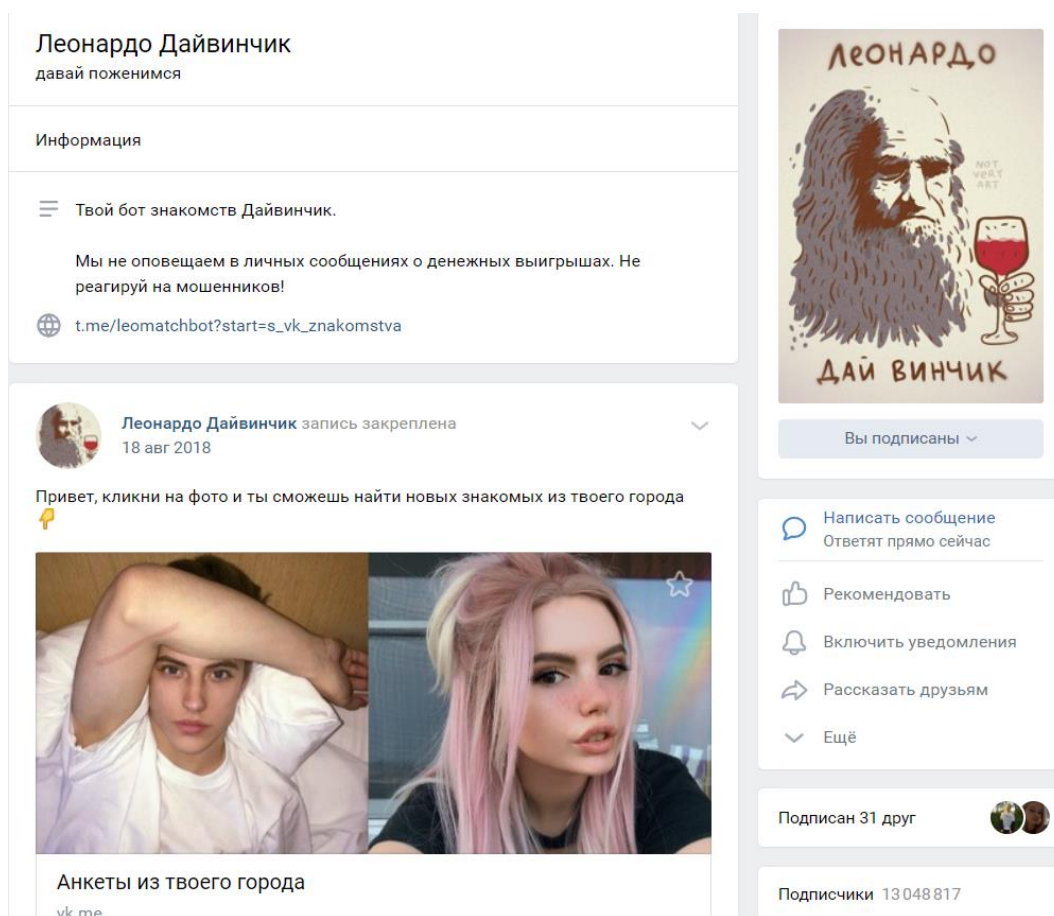 Леонардо Дайвинчик
давай поженимся
Информация
Твой бот знакомств Дайвинчик.
Мы не оповещаем в личных сообщениях о денежных выигрышах. Не
реагируй на мошенников!
t.me/leomatchbot?start=s_vk_znakomstva
Леонардо Дайвинчик запись закреплена
18 авг 2018
Привет, кликни на фото и ты сможешь найти новых знакомых из твоего города
👇
Анкеты из твоего города
vk.me
ЛЕОНАРДО
NOT
VERY
ART
ДАЙ ВИНЧИК
Вы подписаны
Написать сообщение
Ответят прямо сейчас
Рекомендовать
Включить уведомления
Рассказать друзьям
Ещё
Подписан 31 друг
Подписчики 13 048 817